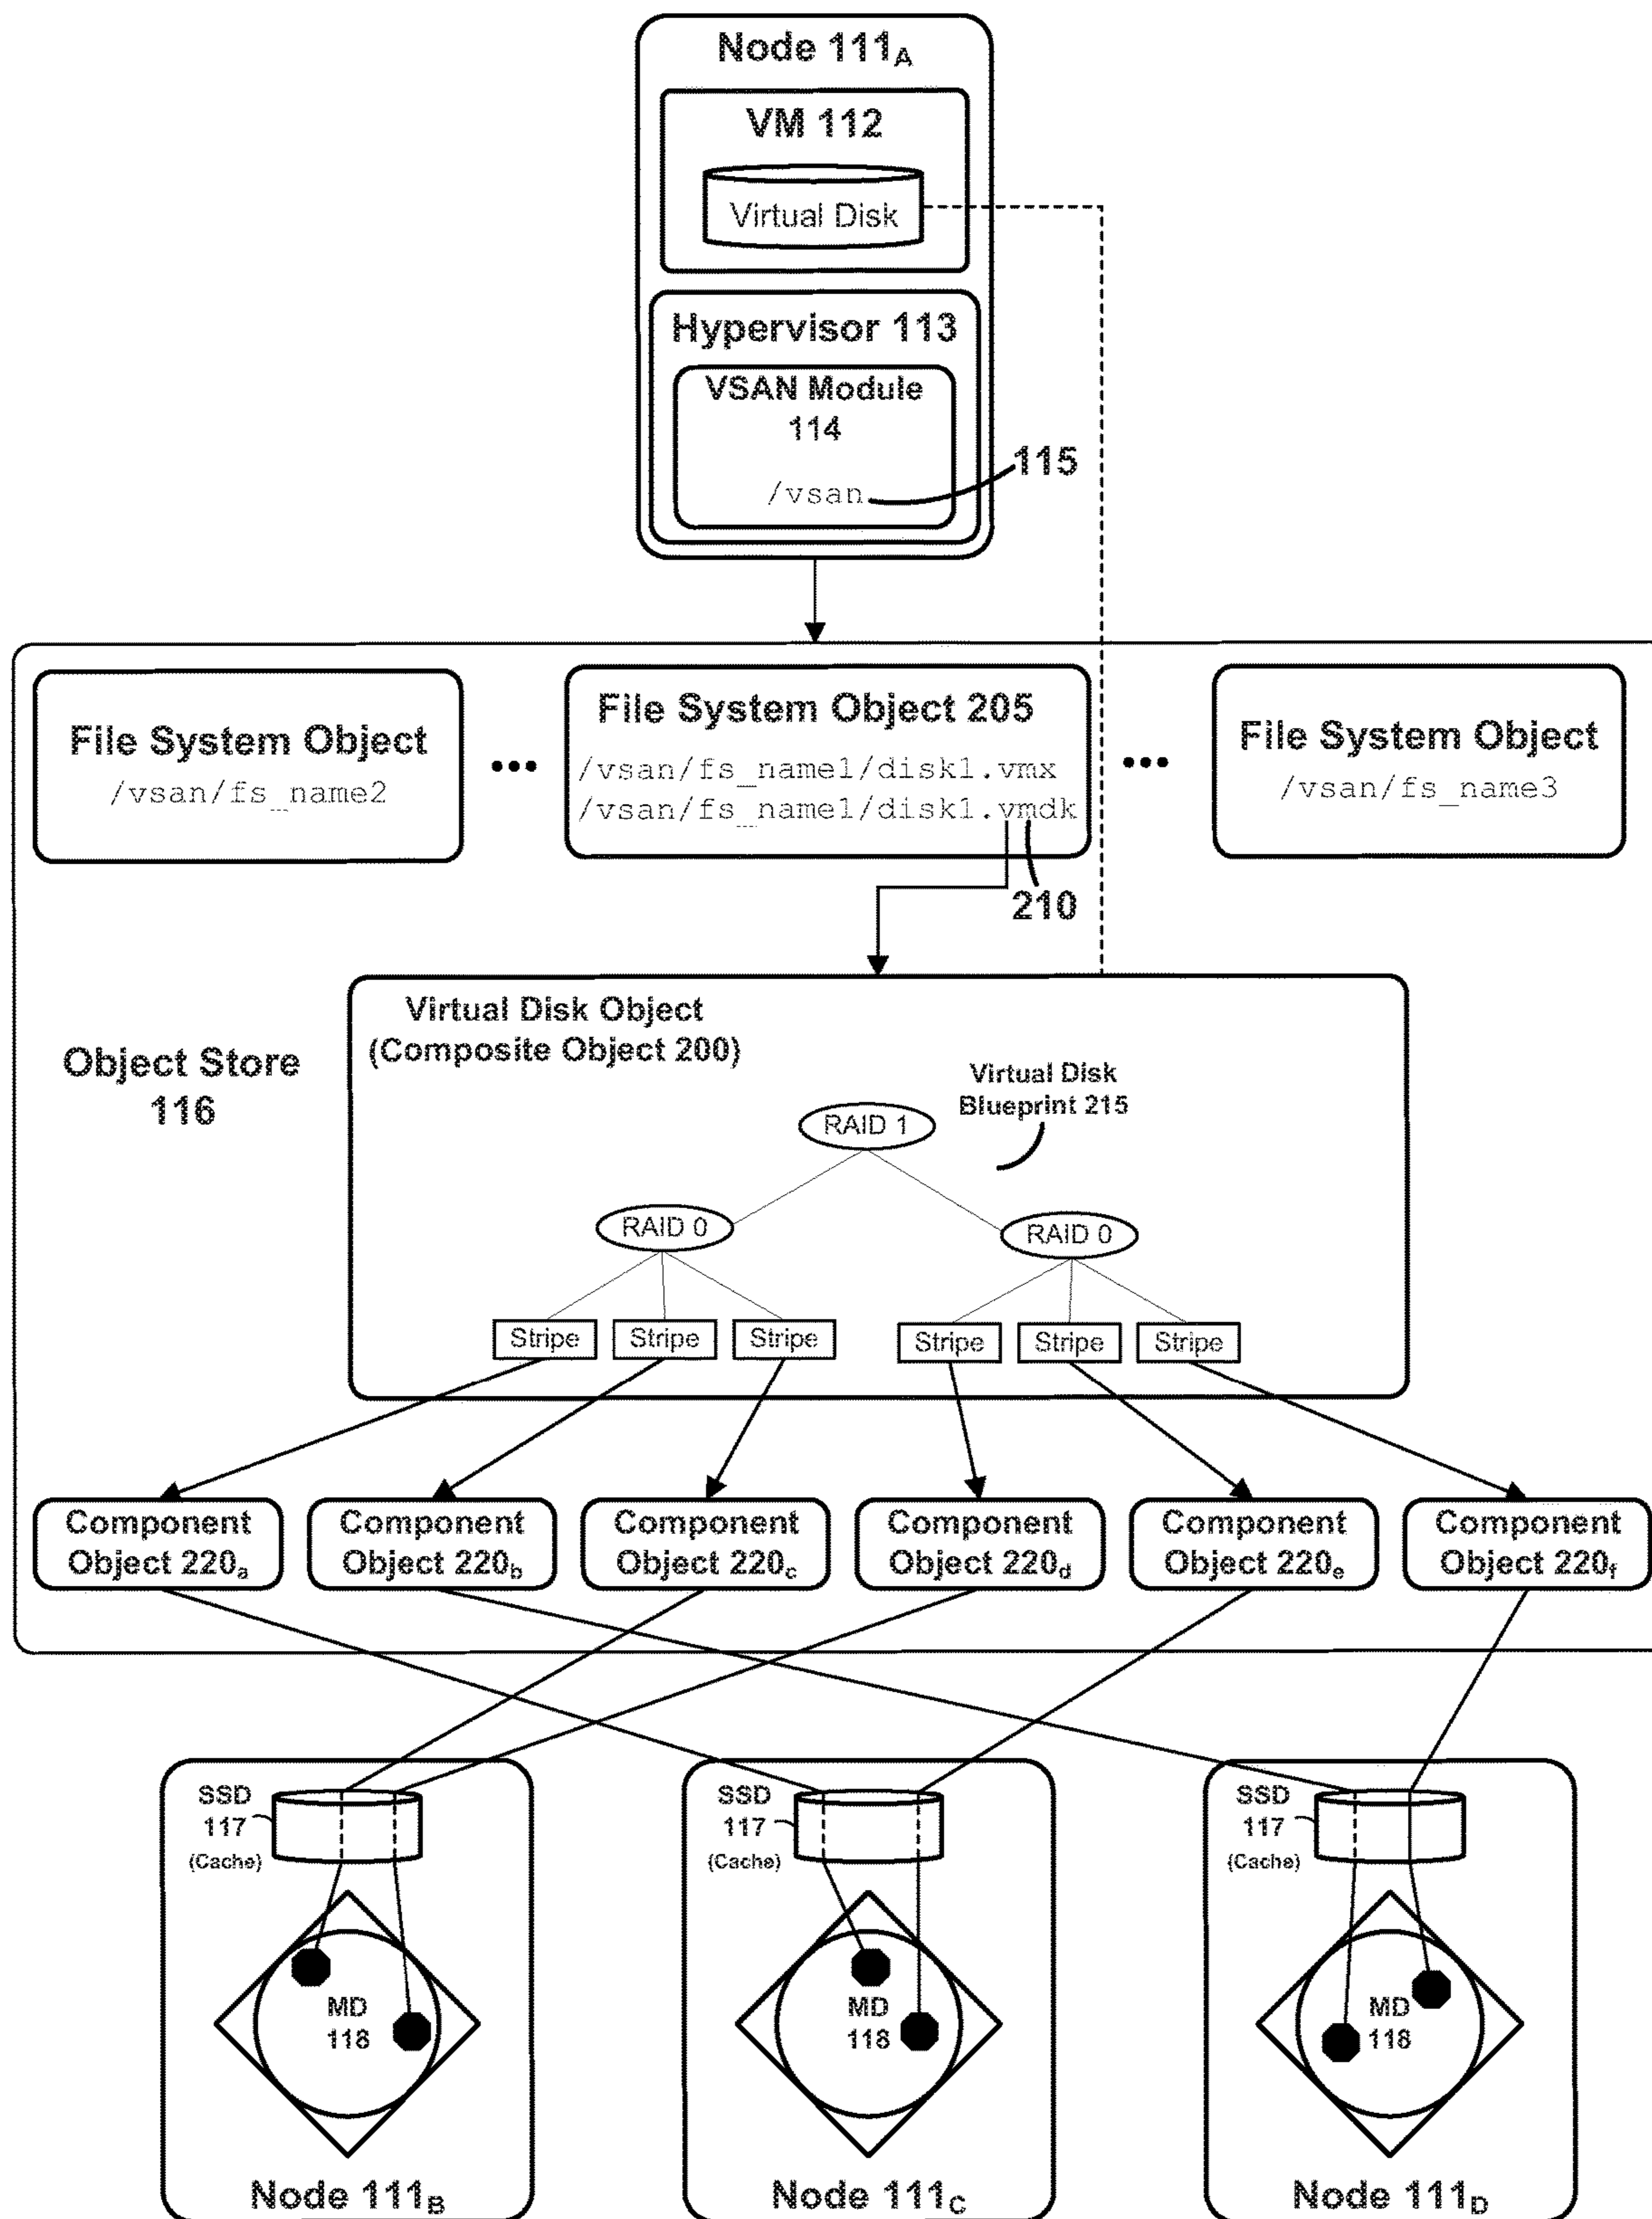 Node 111A
VM 112
Virtual Disk
Hypervisor 113
VSAN Module
114
115
/vsan
File System Object
/vsan/fs_name2
•••
File System Object 205
/vsan/fs_name1/disk1.vmx
/vsan/fs_name1/disk1.vmdk
•••
File System Object
/vsan/fs_name3
210
Object Store
116
Virtual Disk Object
(Composite Object 200)
Virtual Disk
Blueprint 215
RAID 1
RAID 0
RAID 0
Stripe
Stripe
Stripe
Stripe
Stripe
Stripe
Component
Object 220a
Component
Object 220b
Component
Object 220c
Component
Object 220d
Component
Object 220e
Component
Object 220f
SSD
117
(Cache)
MD
118
Node 111B
SSD
117
(Cache)
MD
118
Node 111C
SSD
117
(Cache)
MD
118
Node 111D